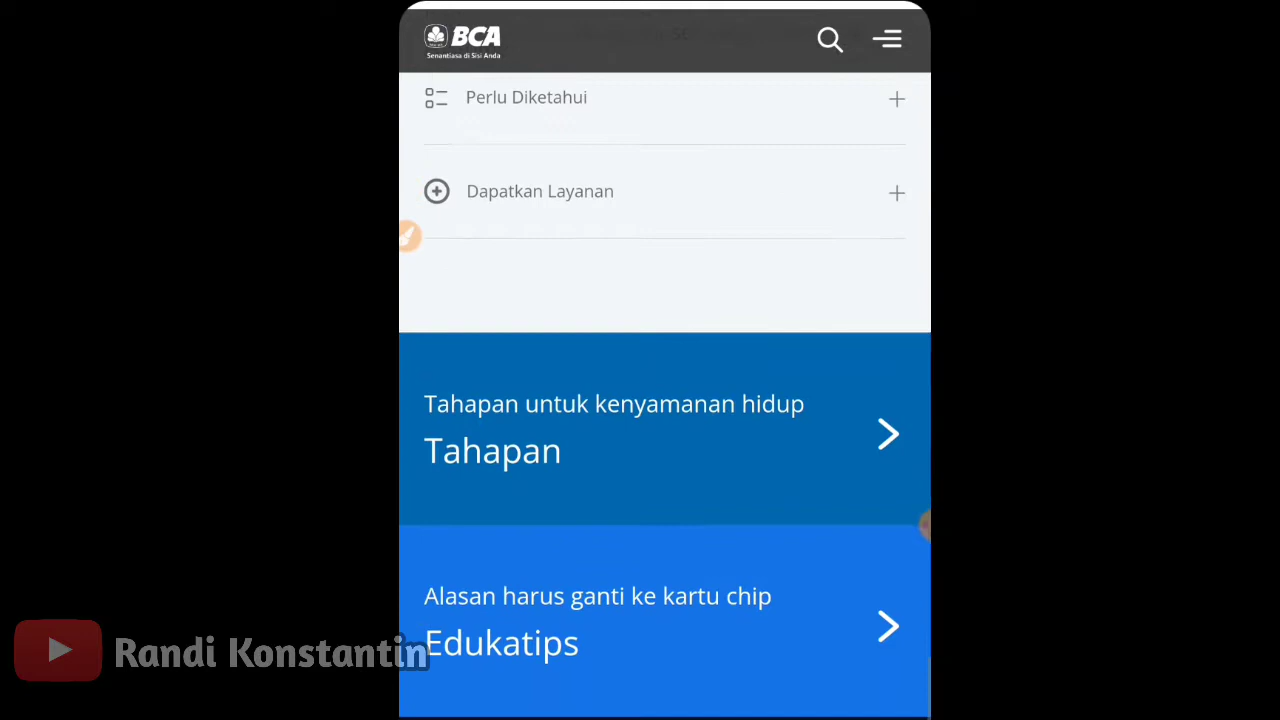 BCA
Senantiasa di Sisi Anda
Perlu Diketahui
Dapatkan Layanan
Tahapan untuk kenyamanan hidup
Tahapan
Alasan harus ganti ke kartu chip
Edukatips
Randi Konstantin